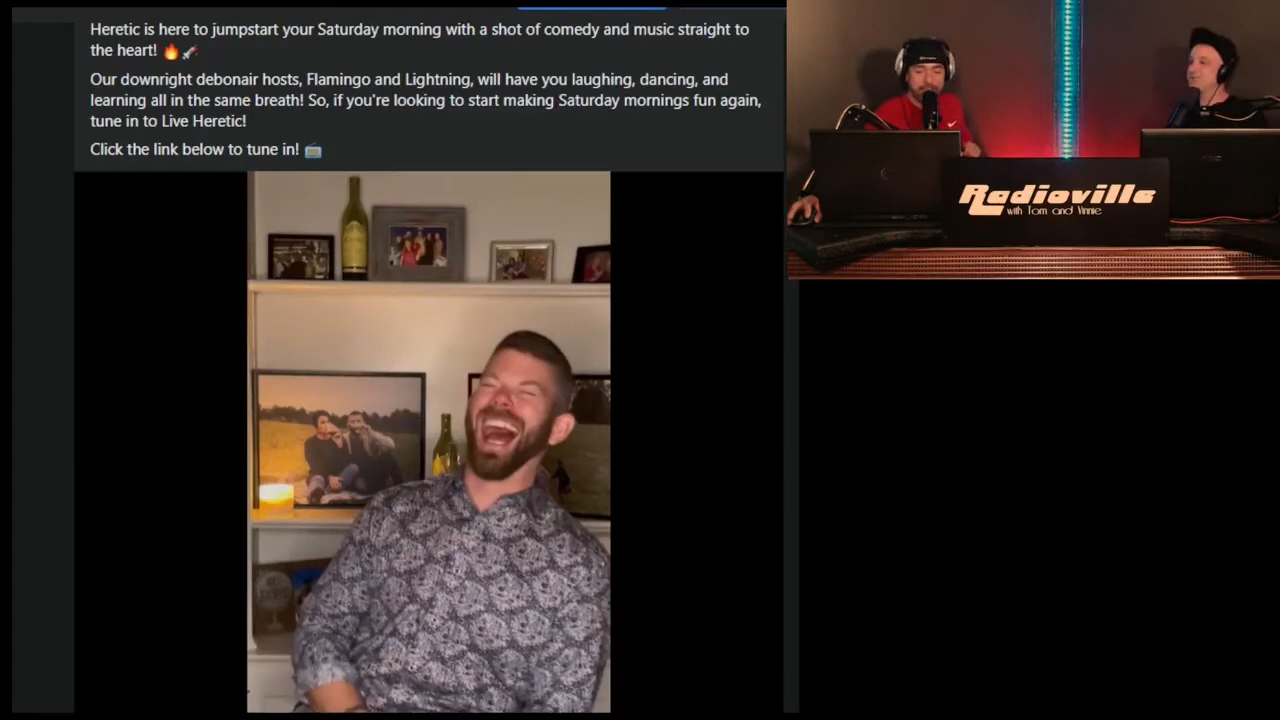 Heretic is here to jumpstart your Saturday morning with a shot of comedy and music straight to
the heart! 🔥🚀
Our downright debonair hosts, Flamingo and Lightning, will have you laughing, dancing, and
learning all in the same breath! So, if you're looking to start making Saturday mornings fun again,
tune in to Live Heretic!
Click the link below to tune in! 📻
Radioville
with Tom and Vinnie